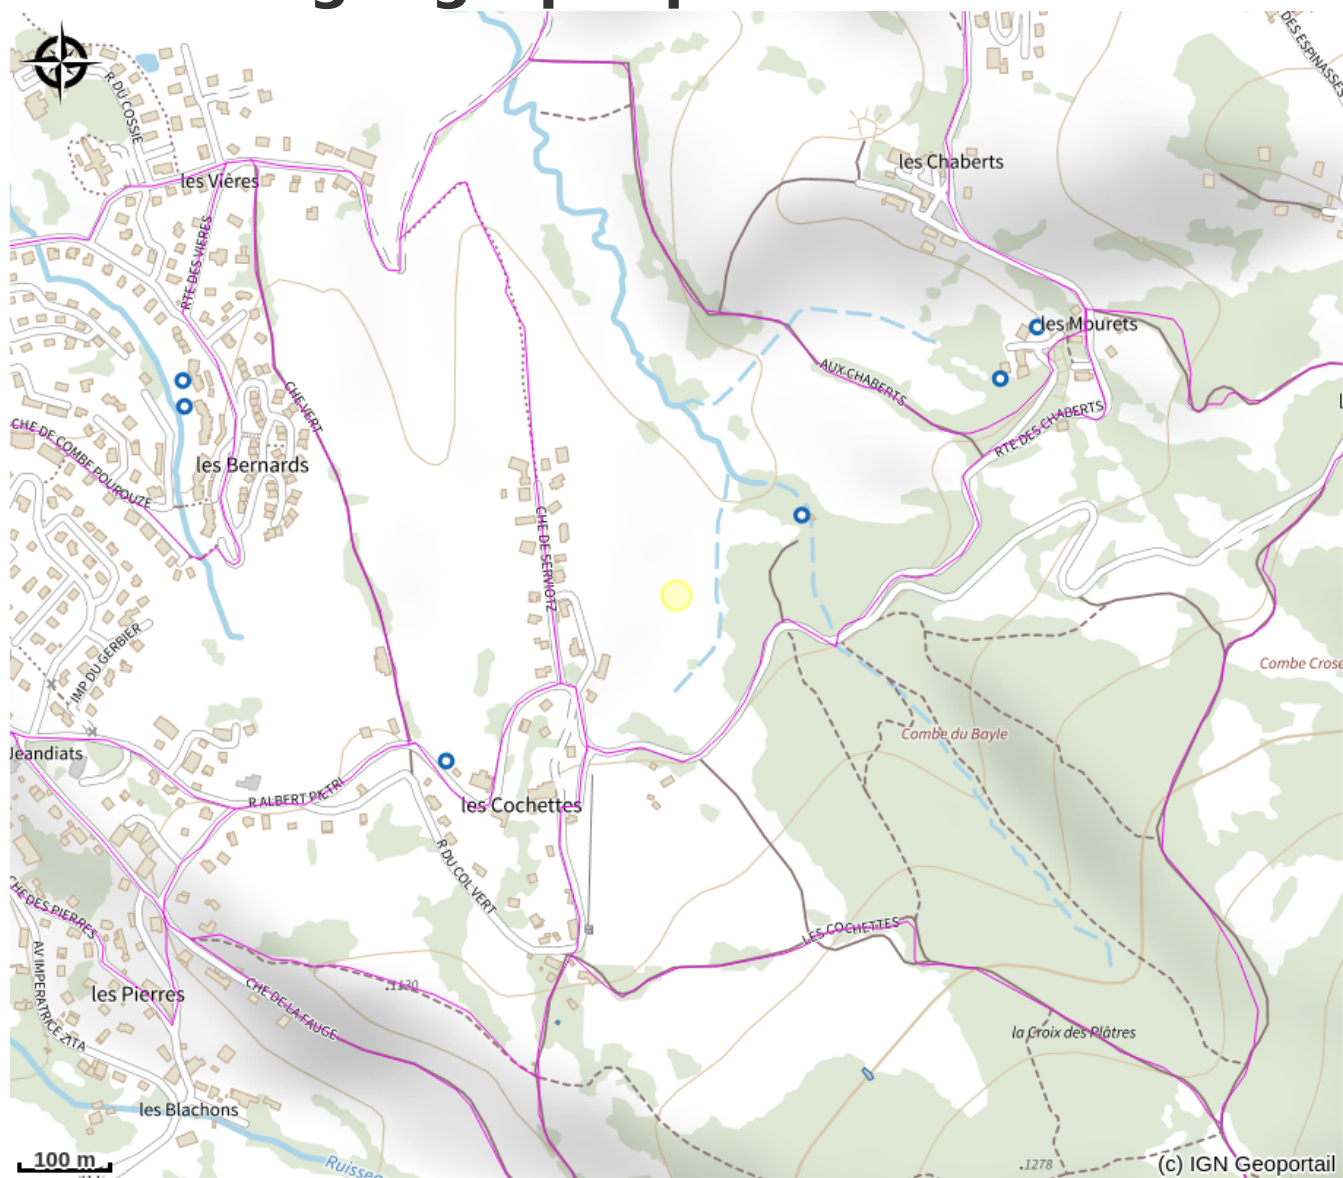 R DU COSSIE
DES ESPINASSES
les Chaberts
les Vières
RTE DES VIERES
les Mourets
AUX CHABERTS
CHE VERT
RTE DES CHABERTS
CHE DE COMBE POUROUZE
les Bernards
CHE DE SERVIOTZ
IMP DU GERBIER
Combe Crose
Combe du Bayle
Jeandiats
R ALBERT PIETRI
les Cochettes
R DU COL VERT
CHE DES PIERRES
LES COCHETTES
AV IMPERATRICE ZITA
.1130
les Pierres
CHE DE LA FAUGE
la Croix des Plâtres
les Blachons
100 m
.1278
(c) IGN Geoportail